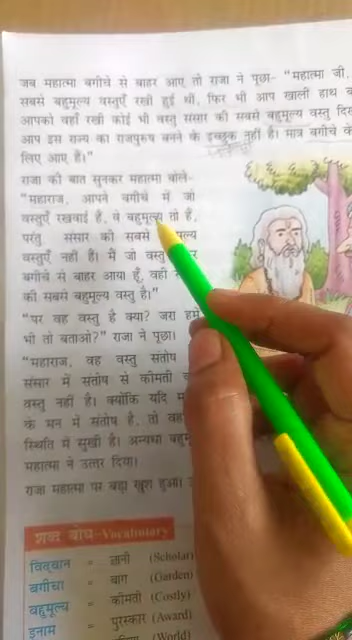 जब महात्मा बगीचे से बाहर आए तो राजा ने पूछा- "महात्मा जी,
सबसे बहुमूल्य वस्तुएँ रखी हुई थी, फिर भी आप खाली हाथ
आपको वहाँ रखी कोई भी वस्तु संसार की सबसे बहुमूल्य वस्तु
आप इस राज्य का राजपुरुष बनने के इच्छुक नहीं हैं। मात्र बगीचे
लिए आए हैं।"
राजा की बात सुनकर महात्मा बोले-
"महाराज, आपने बगीचे में जो
वस्तुएँ रखवाई हैं, वे बहुमूल्य तो हैं,
परंतु संसार की सबसे
वस्तुएँ नहीं हैं। मैं जो
बगीचे से बाहर आया हूँ, वही
की सबसे बहुमूल्य वस्तु है।"
"पर वह वस्तु है क्या? जरा हमें
भी तो बताओ?" राजा ने पूछा।
"महाराज, वह वस्तु संतोष
संसार में संतोष से कीमती
वस्तु नहीं है। क्योंकि यदि
के मन में संतोष है, तो वह
स्थिति में सुखी है। अन्यथा
महात्मा ने उत्तर दिया।
राजा महात्मा पर बड़ा खुश हुआ।
शब्द बोध-Vocabulary
विद्वान = ज्ञानी (Scholar)
बगीचा = बाग (Garden)
बहुमूल्य = कीमती (Costly)
इनाम = पुरस्कार (Award)
(World)